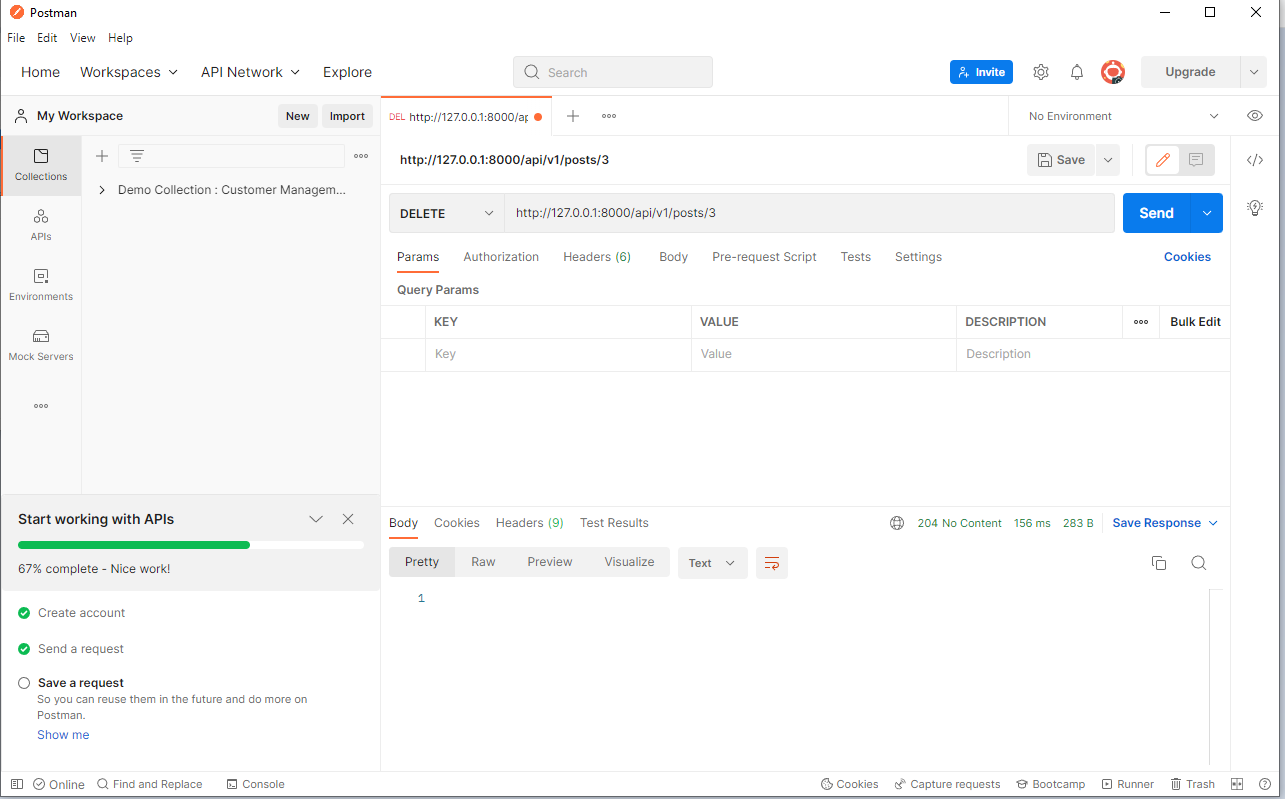 Postman
File Edit View Help
Home Workspaces API Network Explore
Search
Invite
Upgrade
My Workspace
New Import
DEL http://127.0.0.1:8000/ap
No Environment
Demo Collection : Customer Managem...
Collections
APIs
Environments
Mock Servers
http://127.0.0.1:8000/api/v1/posts/3
Save
DELETE
http://127.0.0.1:8000/api/v1/posts/3
Send
Params Authorization Headers (6) Body Pre-request Script Tests Settings
Cookies
Query Params
KEY VALUE DESCRIPTION Bulk Edit
Key Value Description
Start working with APIs
67% complete - Nice work!
Create account
Send a request
Save a request
So you can reuse them in the future and do more on
Postman.
Show me
Body Cookies Headers (9) Test Results
204 No Content 156 ms 283 B Save Response
Pretty Raw Preview Visualize Text
1
Online Find and Replace Console
Cookies Capture requests Bootcamp Runner Trash